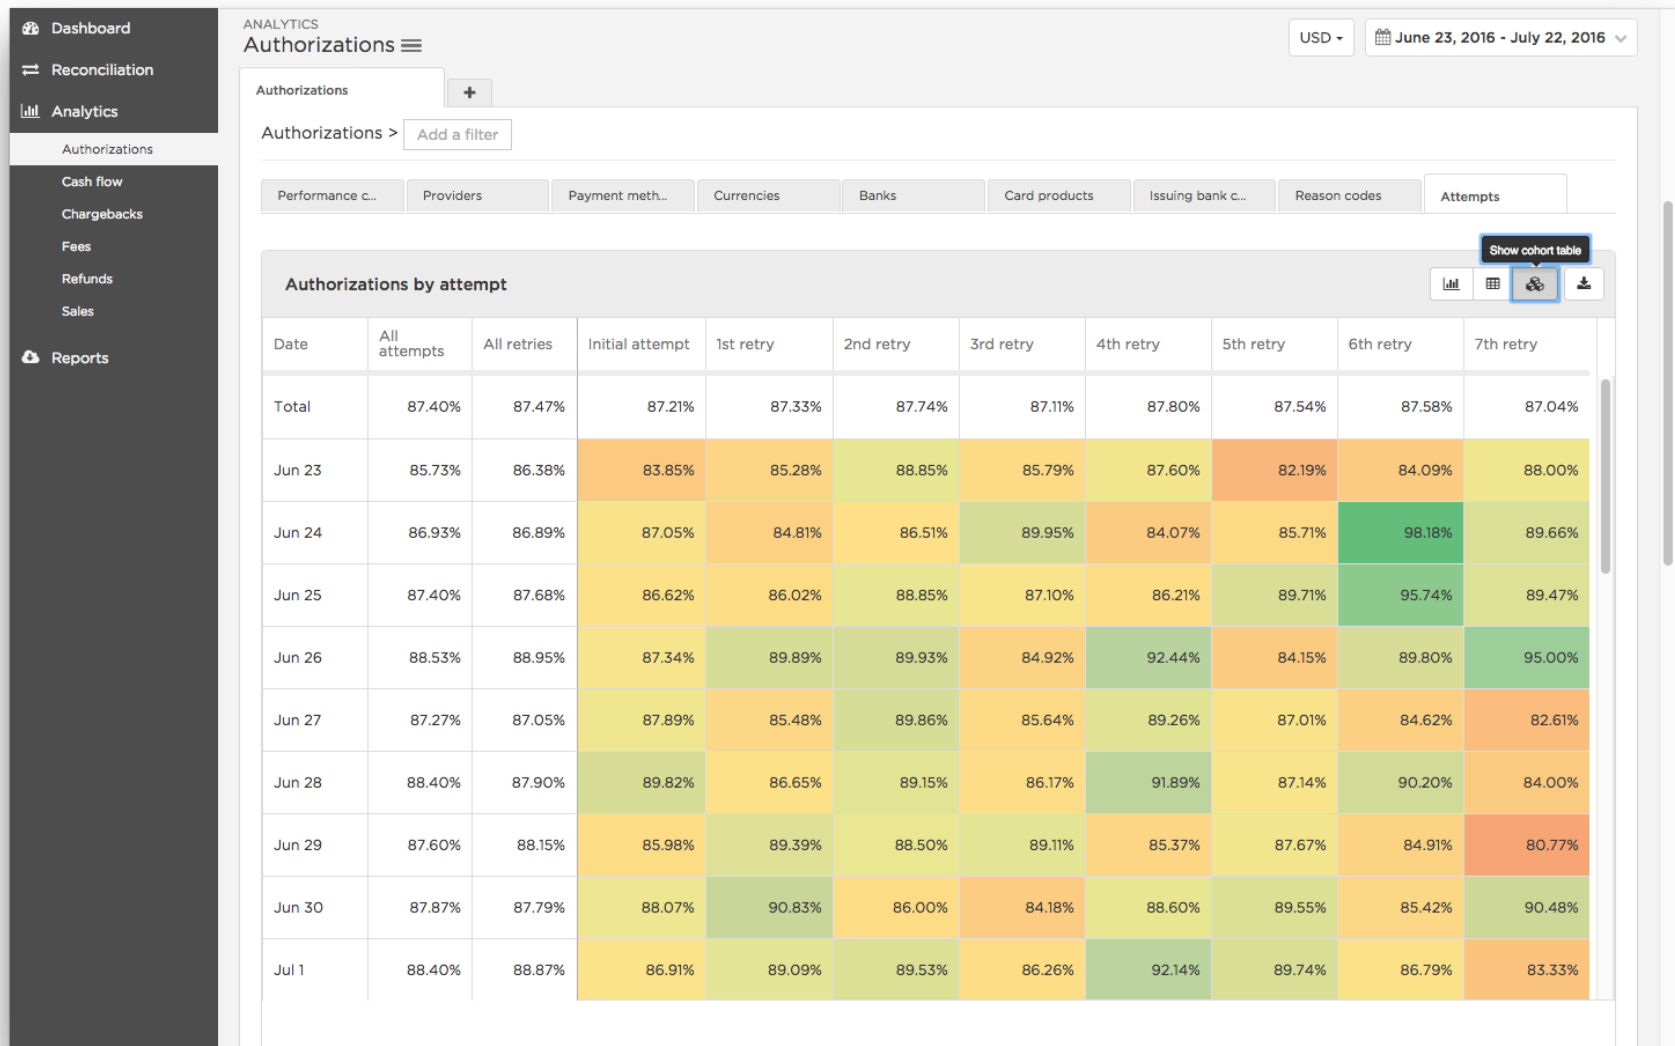 Dashboard
Reconciliation
Analytics
Authorizations
Cash flow
Chargebacks
Fees
Refunds
Sales
Reports
ANALYTICS
Authorizations
USD
June 23, 2016 - July 22, 2016
Authorizations
+
Authorizations > Add a filter
Performance c... Providers Payment meth... Currencies Banks Card products Issuing bank c... Reason codes Attempts
Show cohort table
Authorizations by attempt
Date All attempts All retries Initial attempt 1st retry 2nd retry 3rd retry 4th retry 5th retry 6th retry 7th retry
Total 87.40% 87.47% 87.21% 87.33% 87.74% 87.11% 87.80% 87.54% 87.58% 87.04%
Jun 23 85.73% 86.38% 83.85% 85.28% 88.85% 85.79% 87.60% 82.19% 84.09% 88.00%
Jun 24 86.93% 86.89% 87.05% 84.81% 86.51% 89.95% 84.07% 85.71% 98.18% 89.66%
Jun 25 87.40% 87.68% 86.62% 86.02% 88.85% 87.10% 86.21% 89.71% 95.74% 89.47%
Jun 26 88.53% 88.95% 87.34% 89.89% 89.93% 84.92% 92.44% 84.15% 89.80% 95.00%
Jun 27 87.27% 87.05% 87.89% 85.48% 89.86% 85.64% 89.26% 87.01% 84.62% 82.61%
Jun 28 88.40% 87.90% 89.82% 86.65% 89.15% 86.17% 91.89% 87.14% 90.20% 84.00%
Jun 29 87.60% 88.15% 85.98% 89.39% 88.50% 89.11% 85.37% 87.67% 84.91% 80.77%
Jun 30 87.87% 87.79% 88.07% 90.83% 86.00% 84.18% 88.60% 89.55% 85.42% 90.48%
Jul 1 88.40% 88.87% 86.91% 89.09% 89.53% 86.26% 92.14% 89.74% 86.79% 83.33%